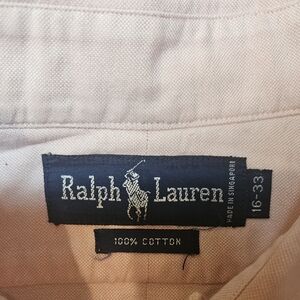 Ralph Lauren
MADE IN SINGAPORE
16-33
100% COTTON